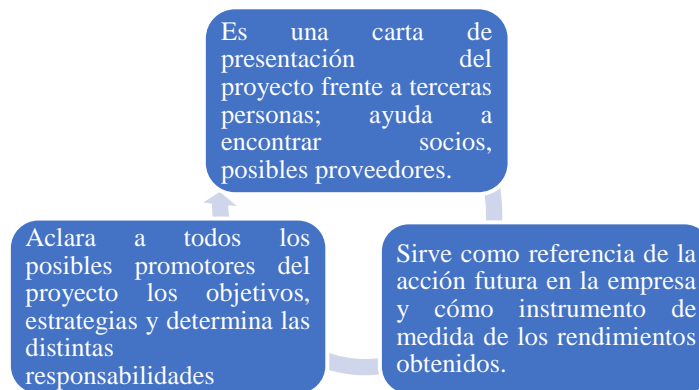 Es una carta de
presentación del
proyecto frente a terceras
personas; ayuda a
encontrar socios,
posibles proveedores.
Sirve como referencia de la
acción futura en la empresa
y cómo instrumento de
medida de los rendimientos
obtenidos.
Aclara a todos los
posibles promotores del
proyecto los objetivos,
estrategias y determina las
distintas
responsabilidades